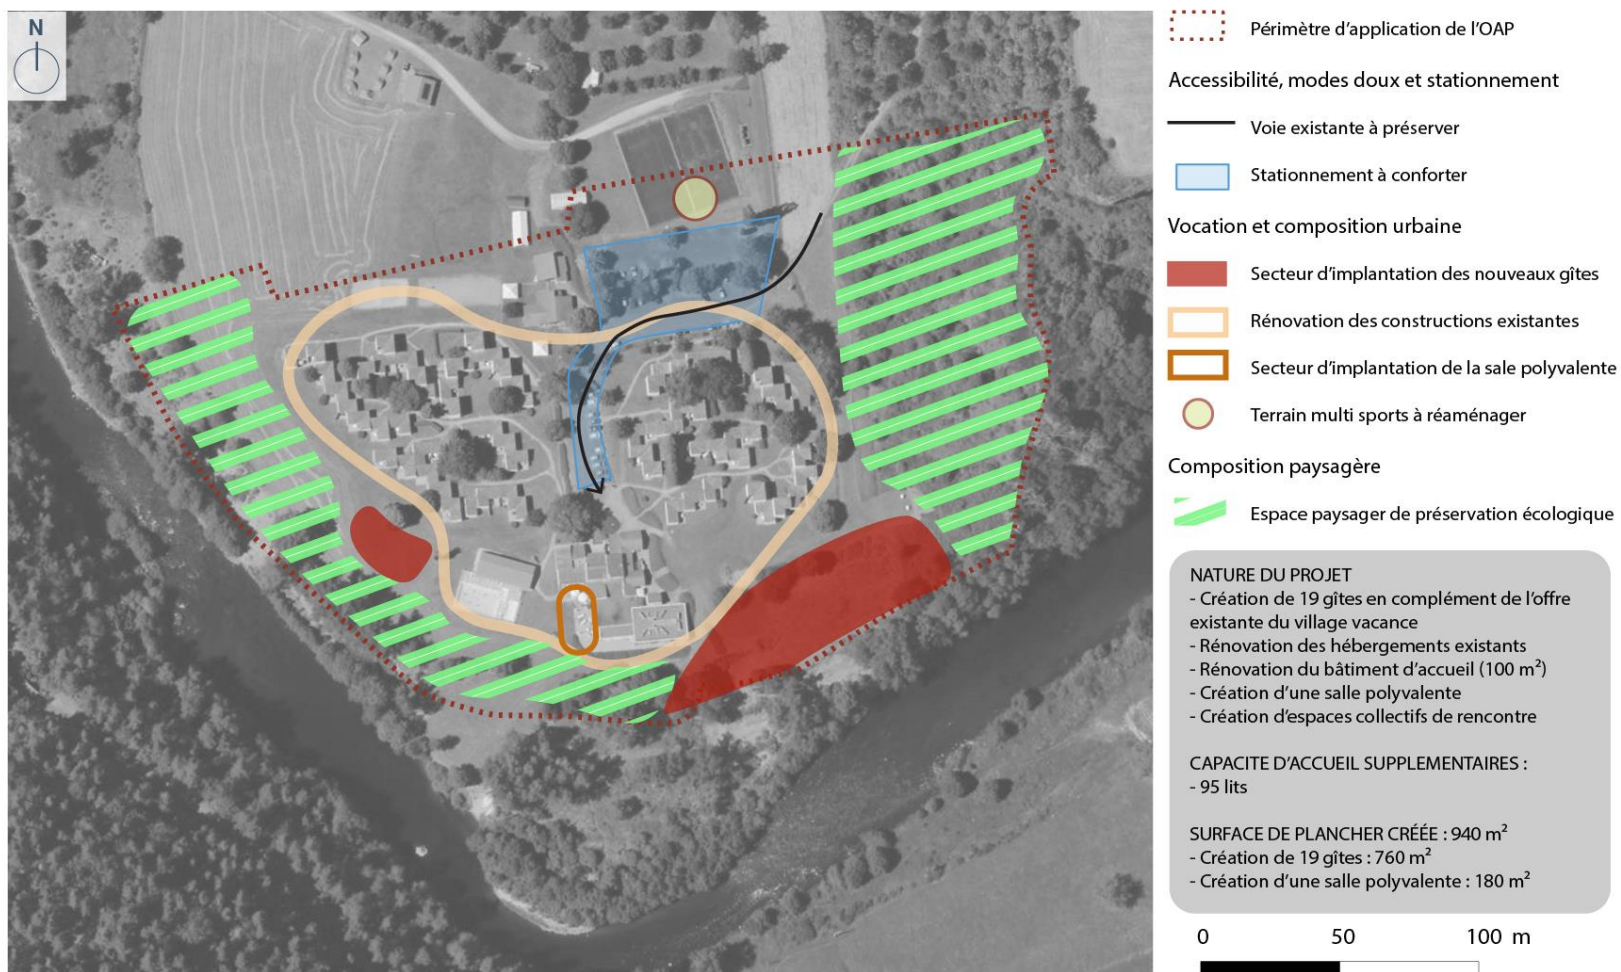 N
Périmètre d'application de l'OAP
Accessibilité, modes doux et stationnement
Voie existante à préserver
Stationnement à conforter
Vocation et composition urbaine
Secteur d'implantation des nouveaux gîtes
Rénovation des constructions existantes
Secteur d'implantation de la sale polyvalente
Terrain multi sports à réaménager
Composition paysagère
Espace paysager de préservation écologique
NATURE DU PROJET
- Création de 19 gîtes en complément de l'offre
existante du village vacance
- Rénovation des hébergements existants
- Rénovation du bâtiment d'accueil (100 m²)
- Création d'une salle polyvalente
- Création d'espaces collectifs de rencontre
CAPACITE D'ACCUEIL SUPPLEMENTAIRES :
- 95 lits
SURFACE DE PLANCHER CRÉÉE : 940 m²
- Création de 19 gîtes : 760 m²
- Création d'une salle polyvalente : 180 m²
0 50 100 m